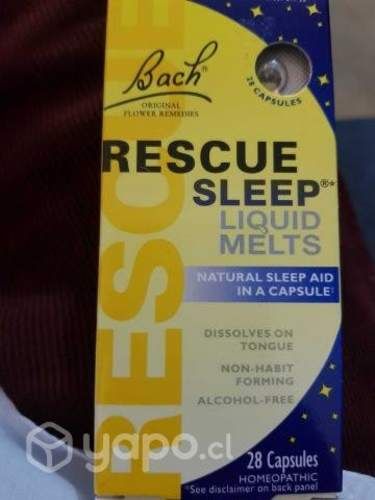 Bach®
ORIGINAL
FLOWER REMEDIES
28 CAPSULES
RESCUE
RESCUE
SLEEP®*
LIQUID
MELTS
NATURAL SLEEP AID
IN A CAPSULE†
DISSOLVES ON
TONGUE
NON-HABIT
FORMING
ALCOHOL-FREE
28 Capsules
HOMEOPATHIC
*See disclaimer on back panel
yapo.cl